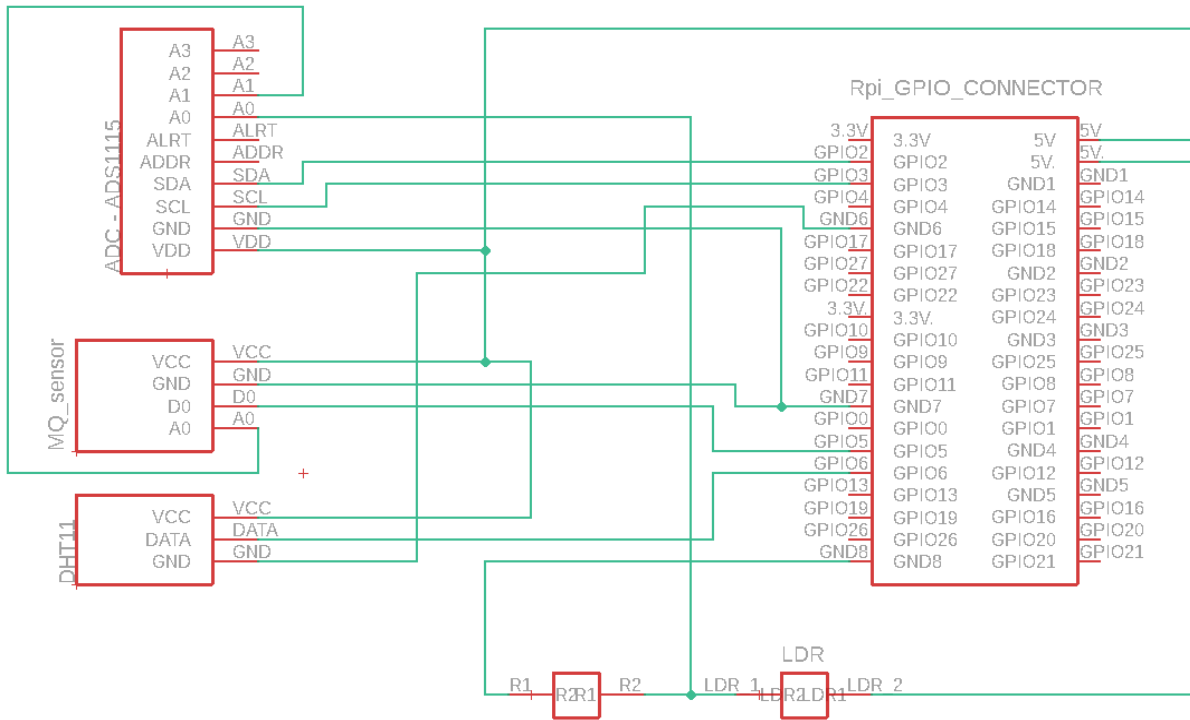 ADC - ADS1115
A3 A3
A2 A2
A1 A1
A0 A0
ALRT ALRT
ADDR ADDR
SDA SDA
SCL SCL
GND GND
VDD VDD
MQ_sensor
VCC VCC
GND GND
D0 D0
A0 A0
DHT11
VCC VCC
DATA DATA
GND GND
Rpi_GPIO_CONNECTOR
3.3V 3.3V 5V 5V
GPIO2 GPIO2 5V. 5V.
GPIO3 GPIO3 GND1 GND1
GPIO4 GPIO4 GPIO14 GPIO14
GND6 GND6 GPIO15 GPIO15
GPIO17 GPIO17 GPIO18 GPIO18
GPIO27 GPIO27 GND2 GND2
GPIO22 GPIO22 GPIO23 GPIO23
3.3V. 3.3V. GPIO24 GPIO24
GPIO10 GPIO10 GND3 GND3
GPIO9 GPIO9 GPIO25 GPIO25
GPIO11 GPIO11 GPIO8 GPIO8
GND7 GND7 GPIO7 GPIO7
GPIO0 GPIO0 GPIO1 GPIO1
GPIO5 GPIO5 GND4 GND4
GPIO6 GPIO6 GPIO12 GPIO12
GPIO13 GPIO13 GND5 GND5
GPIO19 GPIO19 GPIO16 GPIO16
GPIO26 GPIO26 GPIO20 GPIO20
GND8 GND8 GPIO21 GPIO21
LDR
R1 R2 R1 R2 LDR_1 LDR2 LDR1 LDR_2